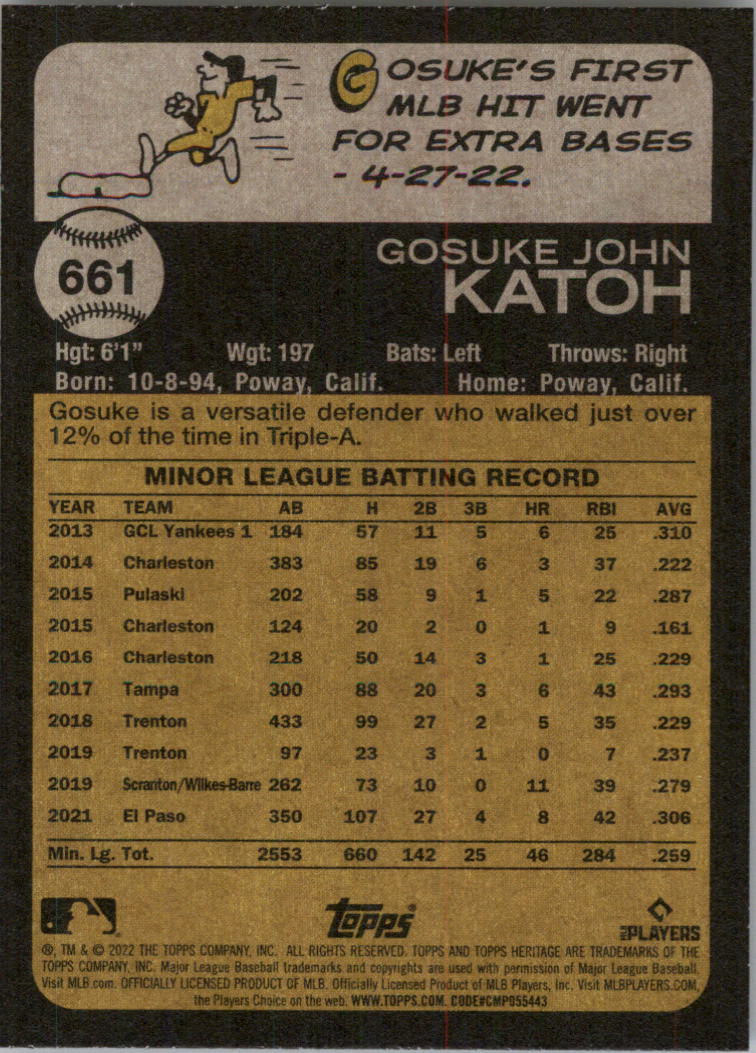 GOSUKE'S FIRST
MLB HIT WENT
FOR EXTRA BASES
- 4-27-22.
661
GOSUKE JOHN
KATOH
Hgt: 6'1" Wgt: 197 Bats: Left Throws: Right
Born: 10-8-94, Poway, Calif. Home: Poway, Calif.
Gosuke is a versatile defender who walked just over
12% of the time in Triple-A.
MINOR LEAGUE BATTING RECORD
YEAR TEAM AB H 2B 3B HR RBI AVG
2013 GCL Yankees 1 184 57 11 5 6 25 .310
2014 Charleston 383 85 19 6 3 37 .222
2015 Pulaski 202 58 9 1 5 22 .287
2015 Charleston 124 20 2 0 1 9 .161
2016 Charleston 218 50 14 3 1 25 .229
2017 Tampa 300 88 20 3 6 43 .293
2018 Trenton 433 99 27 2 5 35 .229
2019 Trenton 97 23 3 1 0 7 .237
2019 Scranton/Wilkes-Barre 262 73 10 0 11 39 .279
2021 El Paso 350 107 27 4 8 42 .306
Min. Lg. Tot. 2553 660 142 25 46 284 .259
Topps®
MLB PLAYERS
®, TM & © 2022 THE TOPPS COMPANY, INC. ALL RIGHTS RESERVED. TOPPS AND TOPPS HERITAGE ARE TRADEMARKS OF THE
TOPPS COMPANY, INC. Major League Baseball trademarks and copyrights are used with permission of Major League Baseball.
Visit MLB.com. OFFICIALLY LICENSED PRODUCT OF MLB. Officially Licensed Product of MLB Players, Inc. Visit MLBPLAYERS.COM,
the Players Choice on the web. WWW.TOPPS.COM. CODE#CMP055443